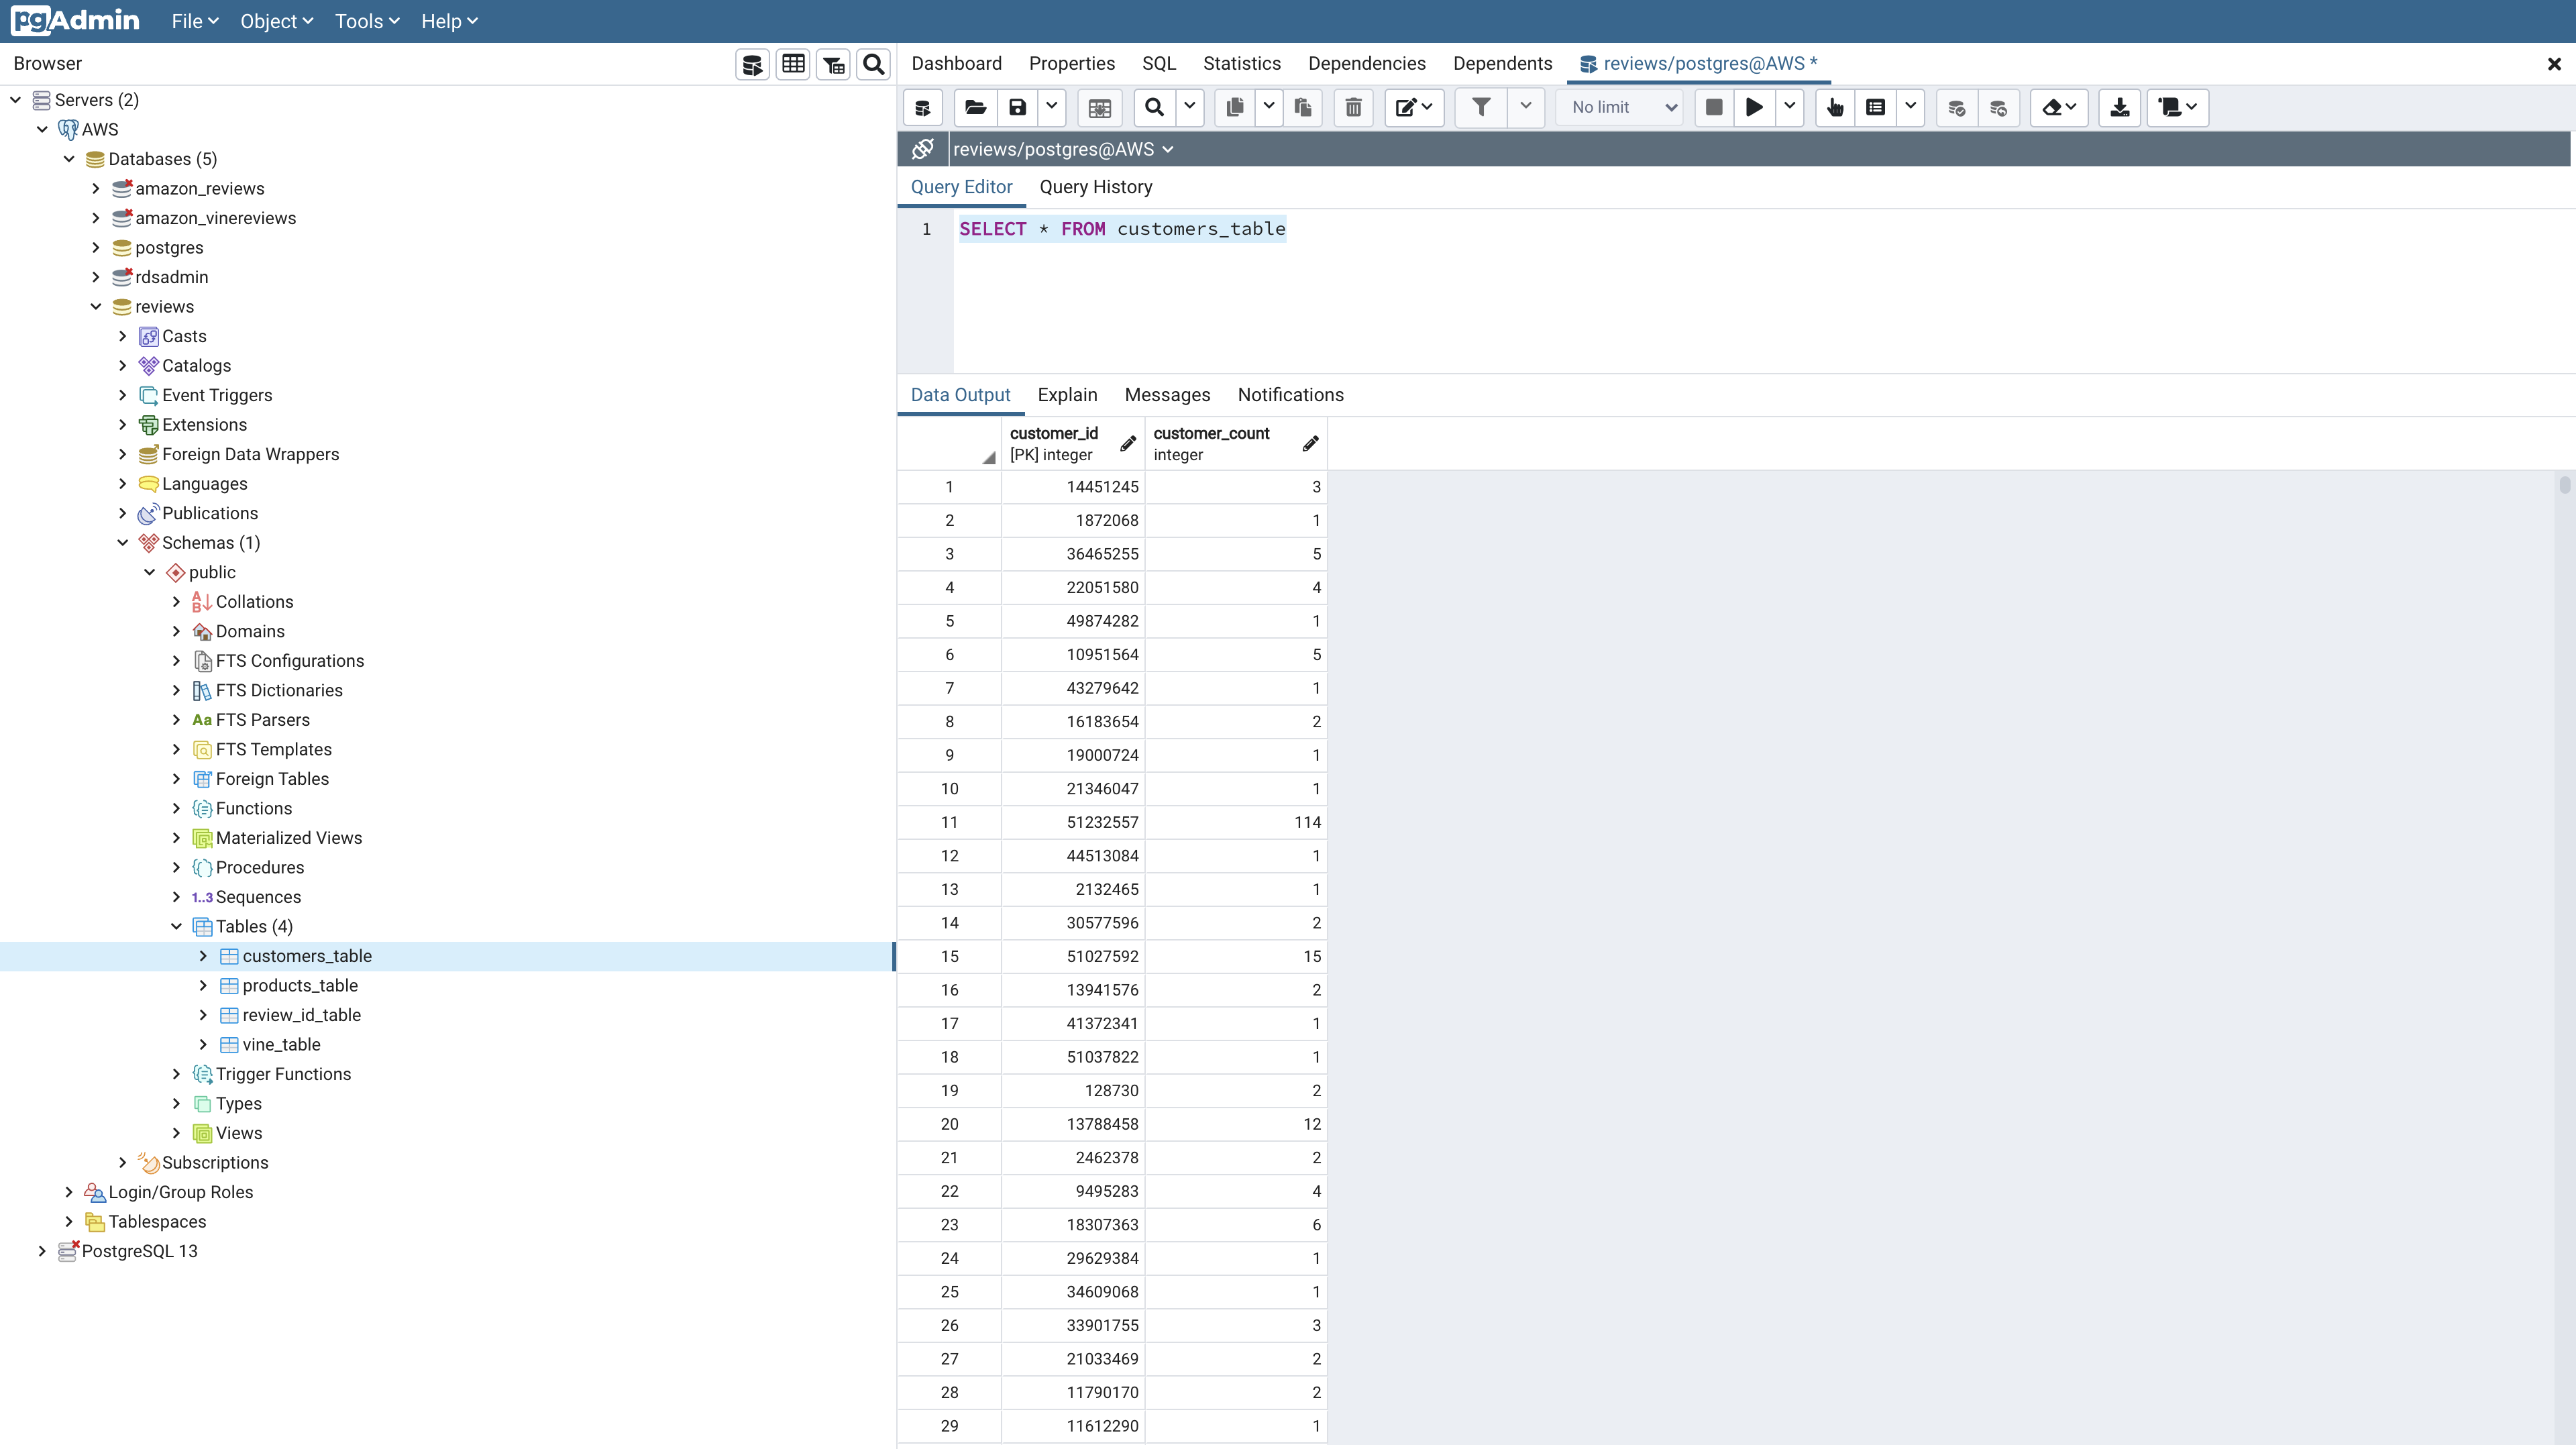 pgAdmin File Object Tools Help
Browser
Servers (2)
AWS
Databases (5)
amazon_reviews
amazon_vinereviews
postgres
rdsadmin
reviews
Casts
Catalogs
Event Triggers
Extensions
Foreign Data Wrappers
Languages
Publications
Schemas (1)
public
Collations
Domains
FTS Configurations
FTS Dictionaries
Aa FTS Parsers
FTS Templates
Foreign Tables
Functions
Materialized Views
Procedures
1..3 Sequences
Tables (4)
customers_table
products_table
review_id_table
vine_table
Trigger Functions
Types
Views
Subscriptions
Login/Group Roles
Tablespaces
PostgreSQL 13
Dashboard Properties SQL Statistics Dependencies Dependents reviews/postgres@AWS *
No limit
reviews/postgres@AWS
Query Editor Query History
1 SELECT * FROM customers_table
Data Output Explain Messages Notifications
customer_id customer_count
[PK] integer integer
1 14451245 3
2 1872068 1
3 36465255 5
4 22051580 4
5 49874282 1
6 10951564 5
7 43279642 1
8 16183654 2
9 19000724 1
10 21346047 1
11 51232557 114
12 44513084 1
13 2132465 1
14 30577596 2
15 51027592 15
16 13941576 2
17 41372341 1
18 51037822 1
19 128730 2
20 13788458 12
21 2462378 2
22 9495283 4
23 18307363 6
24 29629384 1
25 34609068 1
26 33901755 3
27 21033469 2
28 11790170 2
29 11612290 1